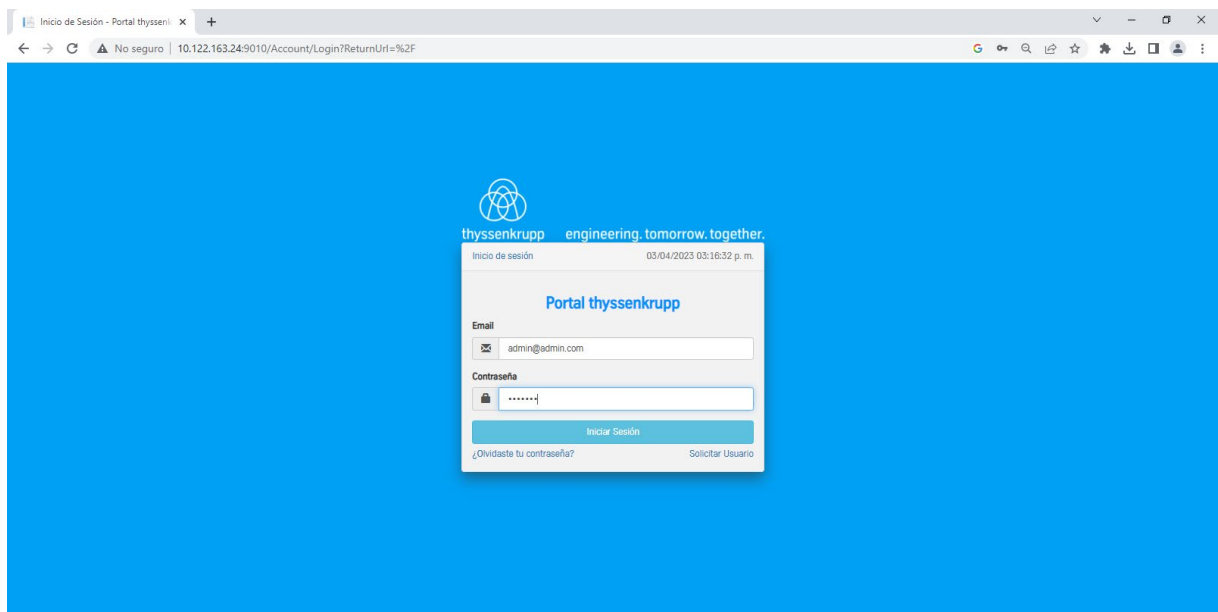 Inicio de Sesión - Portal thyssenk
No seguro | 10.122.163.24:9010/Account/Login?ReturnUrl=%2F
thyssenkrupp engineering. tomorrow. together.
Inicio de sesión 03/04/2023 03:16:32 p. m.
Portal thyssenkrupp
Email
admin@admin.com
Contraseña
•••••••
Iniciar Sesión
¿Olvidaste tu contraseña? Solicitar Usuario